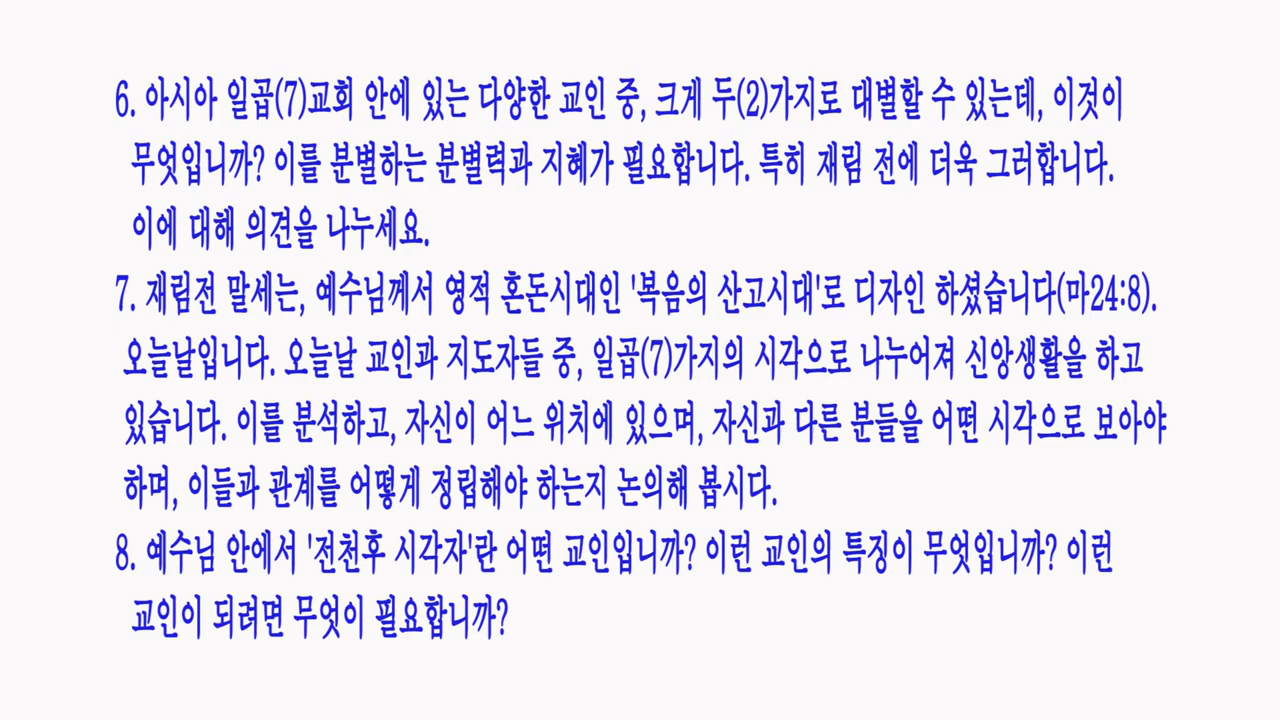 6. 아시아 일곱(7)교회 안에 있는 다양한 교인 중, 크게 두(2)가지로 대별할 수 있는데, 이것이
무엇입니까? 이를 분별하는 분별력과 지혜가 필요합니다. 특히 재림 전에 더욱 그러합니다.
이에 대해 의견을 나누세요.
7. 재림전 말세는, 예수님께서 영적 혼돈시대인 '복음의 산고시대'로 디자인 하셨습니다(마24:8).
오늘날입니다. 오늘날 교인과 지도자들 중, 일곱(7)가지의 시각으로 나누어져 신앙생활을 하고
있습니다. 이를 분석하고, 자신이 어느 위치에 있으며, 자신과 다른 분들을 어떤 시각으로 보아야
하며, 이들과 관계를 어떻게 정립해야 하는지 논의해 봅시다.
8. 예수님 안에서 '전천후 시각자'란 어떤 교인입니까? 이런 교인의 특징이 무엇입니까? 이런
교인이 되려면 무엇이 필요합니까?